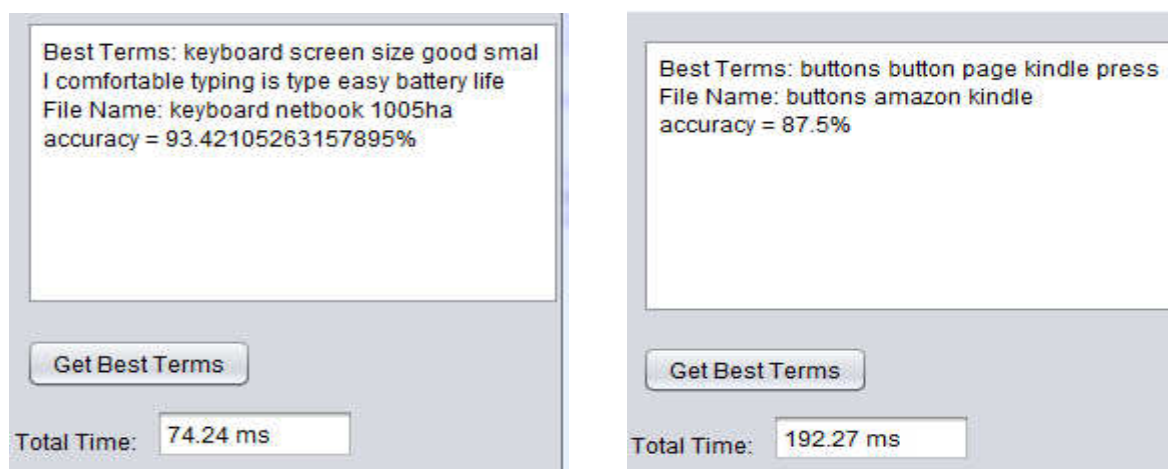 Best Terms: keyboard screen size good smal
l comfortable typing is type easy battery life
File Name: keyboard netbook 1005ha
accuracy = 93.42105263157895%
Get Best Terms
Total Time: 74.24 ms
Best Terms: buttons button page kindle press
File Name: buttons amazon kindle
accuracy = 87.5%
Get Best Terms
Total Time: 192.27 ms